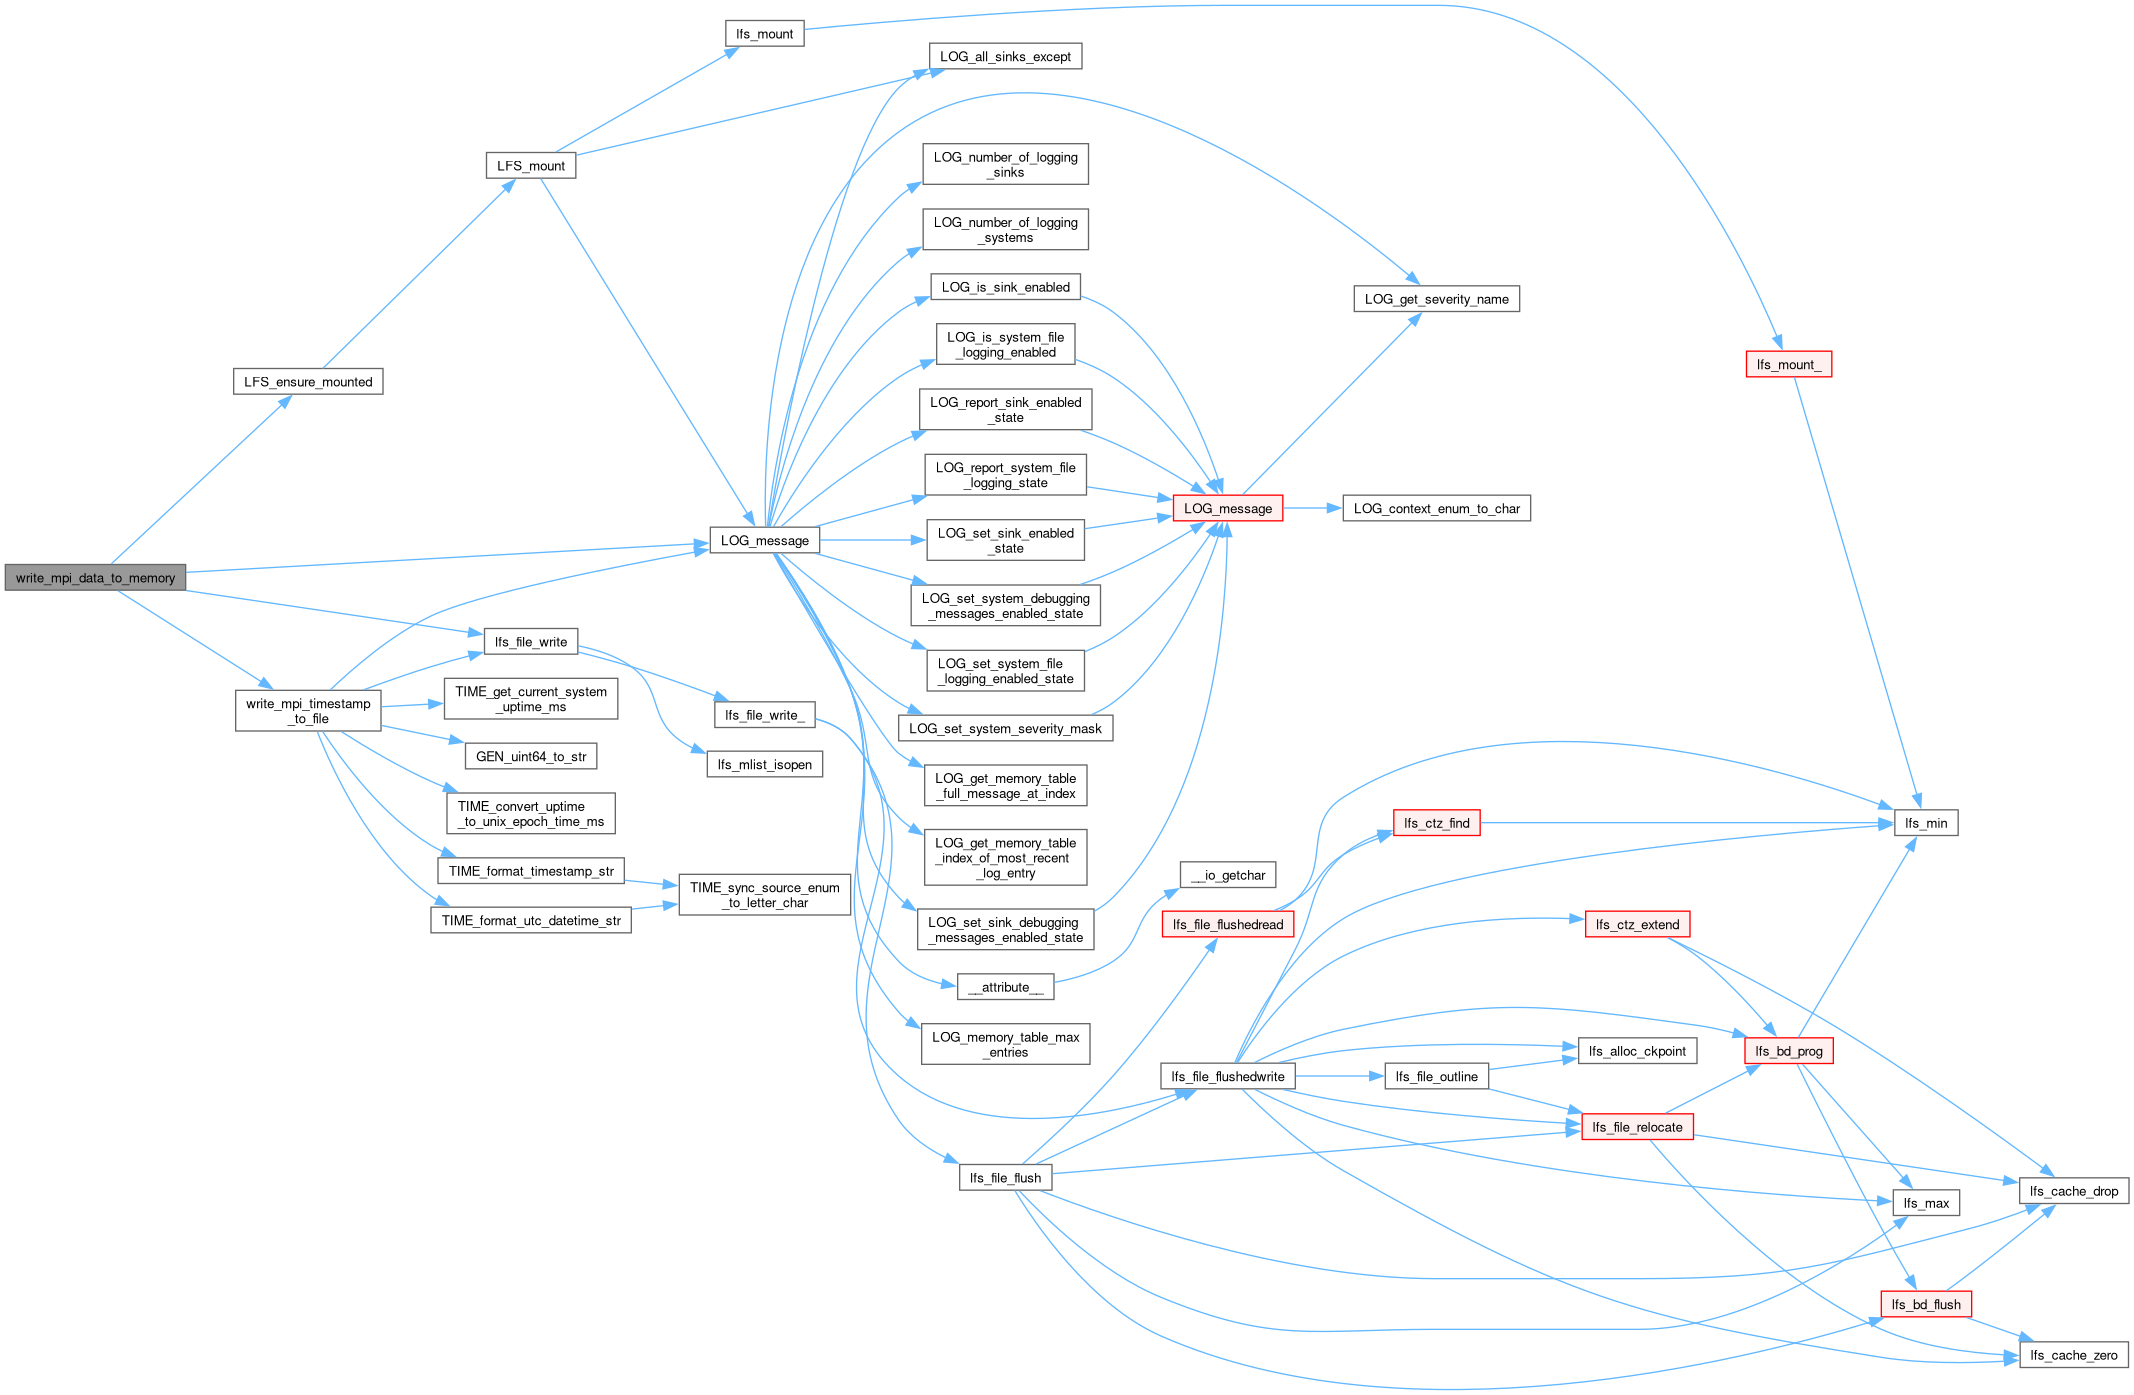 lfs_mount
LOG_all_sinks_except
LFS_mount
LOG_number_of_logging
_sinks
LOG_number_of_logging
_systems
LOG_is_sink_enabled
LOG_get_severity_name
LOG_is_system_file
_logging_enabled
lfs_mount_
LFS_ensure_mounted
LOG_report_sink_enabled
_state
LOG_report_system_file
_logging_state
LOG_message
LOG_context_enum_to_char
LOG_message
LOG_set_sink_enabled
_state
write_mpi_data_to_memory
LOG_set_system_debugging
_messages_enabled_state
lfs_file_write
LOG_set_system_file
_logging_enabled_state
write_mpi_timestamp
_to_file
TIME_get_current_system
_uptime_ms
lfs_file_write_
LOG_set_system_severity_mask
GEN_uint64_to_str
lfs_mlist_isopen
LOG_get_memory_table
_full_message_at_index
TIME_convert_uptime
_to_unix_epoch_time_ms
lfs_ctz_find
lfs_min
LOG_get_memory_table
_index_of_most_recent
_log_entry
TIME_format_timestamp_str
__io_getchar
TIME_sync_source_enum
_to_letter_char
TIME_format_utc_datetime_str
LOG_set_sink_debugging
_messages_enabled_state
lfs_file_flushedread
lfs_ctz_extend
__attribute__
LOG_memory_table_max
_entries
lfs_alloc_ckpoint
lfs_bd_prog
lfs_file_flushedwrite
lfs_file_outline
lfs_file_relocate
lfs_file_flush
lfs_max
lfs_cache_drop
lfs_bd_flush
lfs_cache_zero